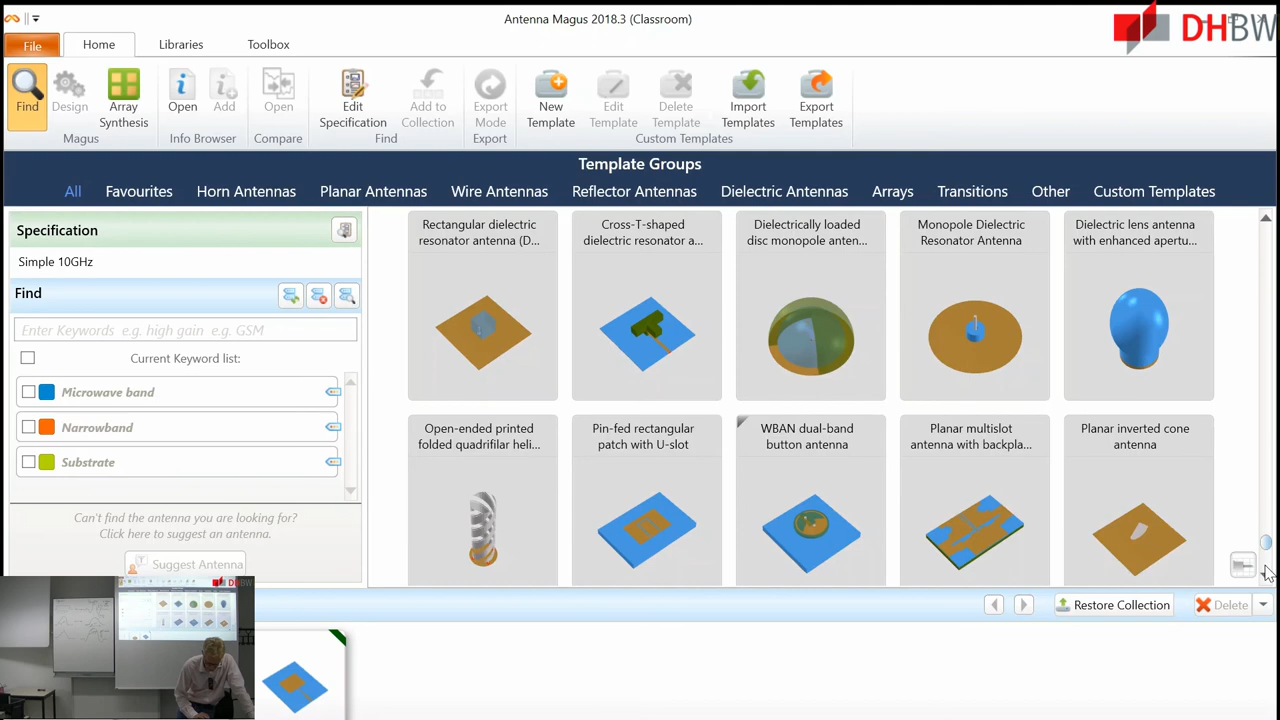 Antenna Magus 2018.3 (Classroom)
DHBW
File
Home
Libraries
Toolbox
Find
Design
Array
Synthesis
Open
Add
Open
Edit
Specification
Add to
Collection
Export
Mode
New
Template
Edit
Template
Delete
Template
Import
Templates
Export
Templates
Magus
Info Browser
Compare
Find
Export
Custom Templates
Template Groups
All
Favourites
Horn Antennas
Planar Antennas
Wire Antennas
Reflector Antennas
Dielectric Antennas
Arrays
Transitions
Other
Custom Templates
Specification
Simple 10GHz
Find
Enter Keywords e.g. high gain e.g. GSM
Current Keyword list:
Microwave band
Narrowband
Substrate
Can't find the antenna you are looking for?
Click here to suggest an antenna.
Suggest Antenna
Rectangular dielectric
resonator antenna (D...
Cross-T-shaped
dielectric resonator a...
Dielectrically loaded
disc monopole anten...
Monopole Dielectric
Resonator Antenna
Dielectric lens antenna
with enhanced apertu...
Open-ended printed
folded quadrifilar heli...
Pin-fed rectangular
patch with U-slot
WBAN dual-band
button antenna
Planar multislot
antenna with backpla...
Planar inverted cone
antenna
Restore Collection
Delete
DHBW